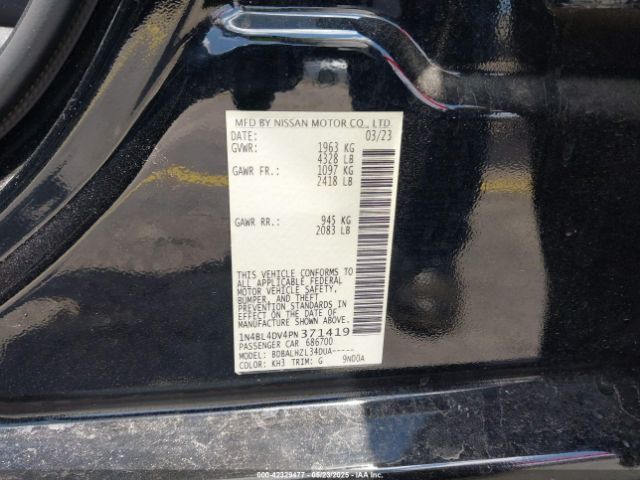 MFD BY NISSAN MOTOR CO., LTD.
DATE: 03/23
GVWR: 1963 KG
4328 LB
GAWR FR.: 1097 KG
2418 LB
GAWR RR.: 945 KG
2083 LB
THIS VEHICLE CONFORMS TO
ALL APPLICABLE FEDERAL
MOTOR VEHICLE SAFETY,
BUMPER, AND THEFT
PREVENTION STANDARDS IN
EFFECT ON THE DATE OF
MANUFACTURE SHOWN ABOVE.
1N4BL4DV4PN371419
PASSENGER CAR 686700
MODEL: BDBALHZL34DUA-----
COLOR: KH3 TRIM: G 9N00A
00-42329477 - 05/23/2025 - COPYRIGHT IAA